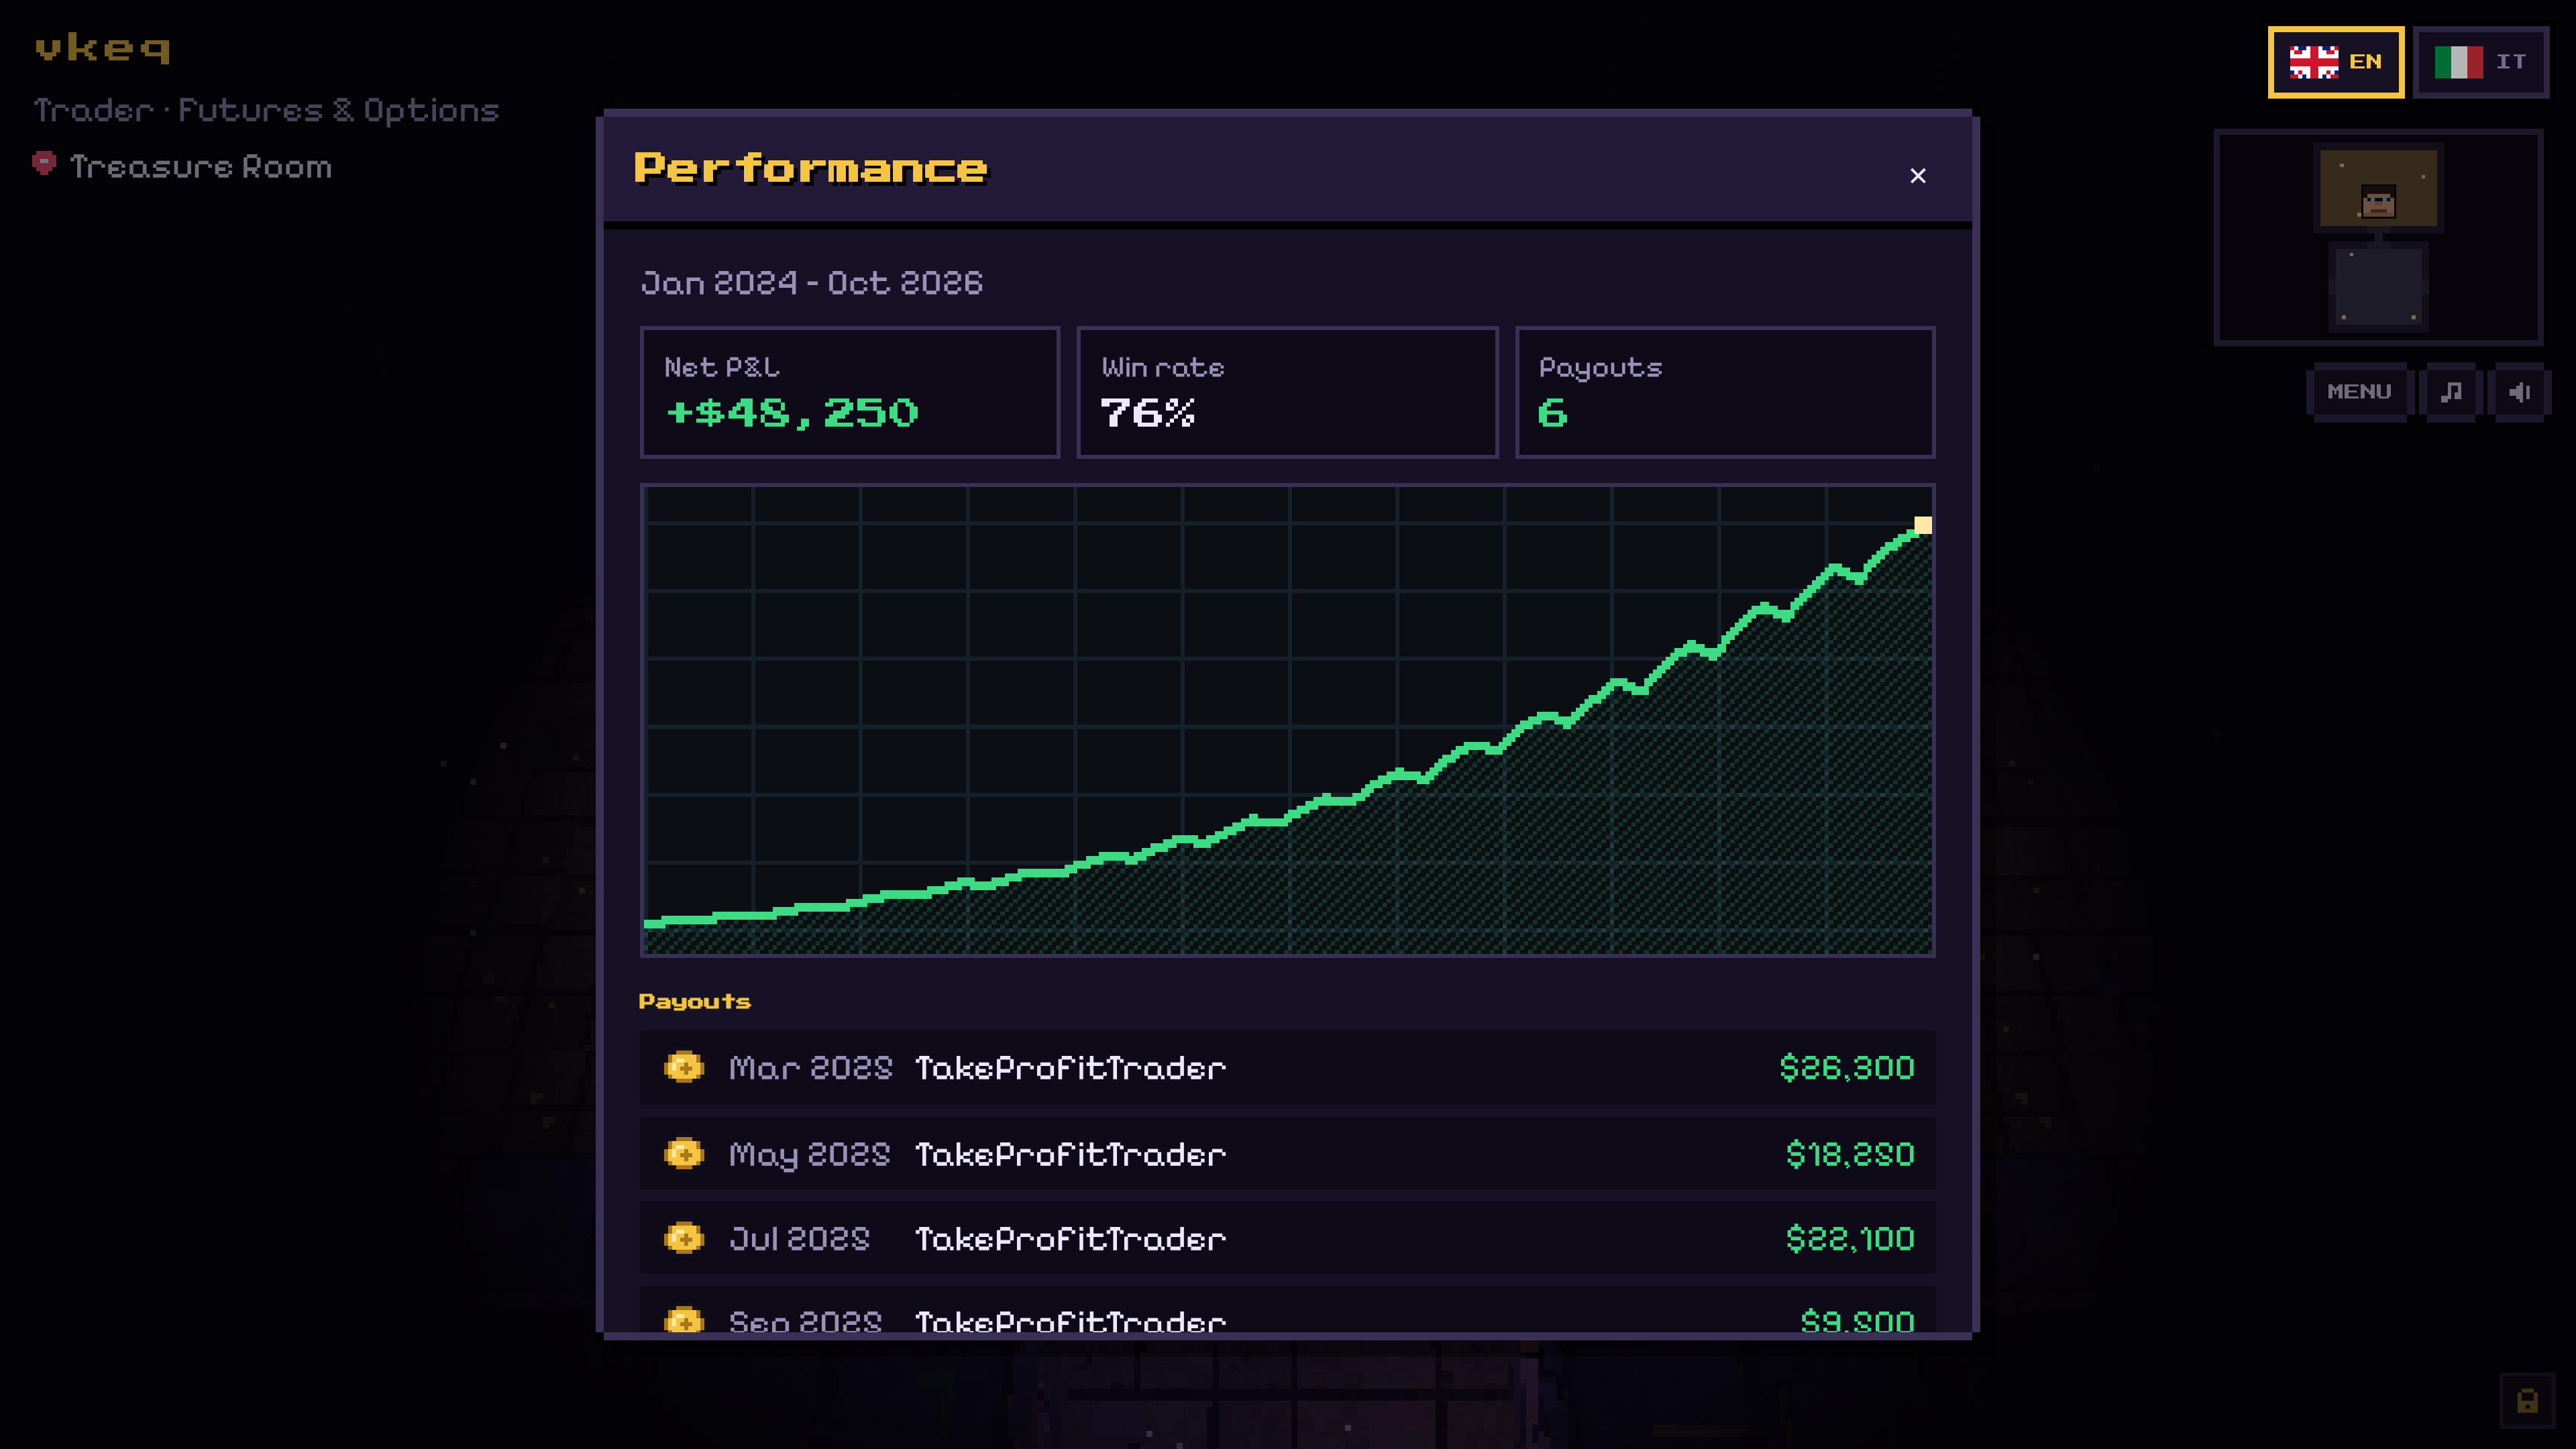 vkeq
Trader · Futures & Options
Treasure Room
EN
IT
MENU
Performance
×
Jan 2024 - Oct 2026
Net P&L
+$48,250
Win rate
76%
Payouts
6
Payouts
Mar 2025 TakeProfitTrader $26,300
May 2025 TakeProfitTrader $18,250
Jul 2025 TakeProfitTrader $22,100
Sep 2025 TakeProfitTrader $9,500